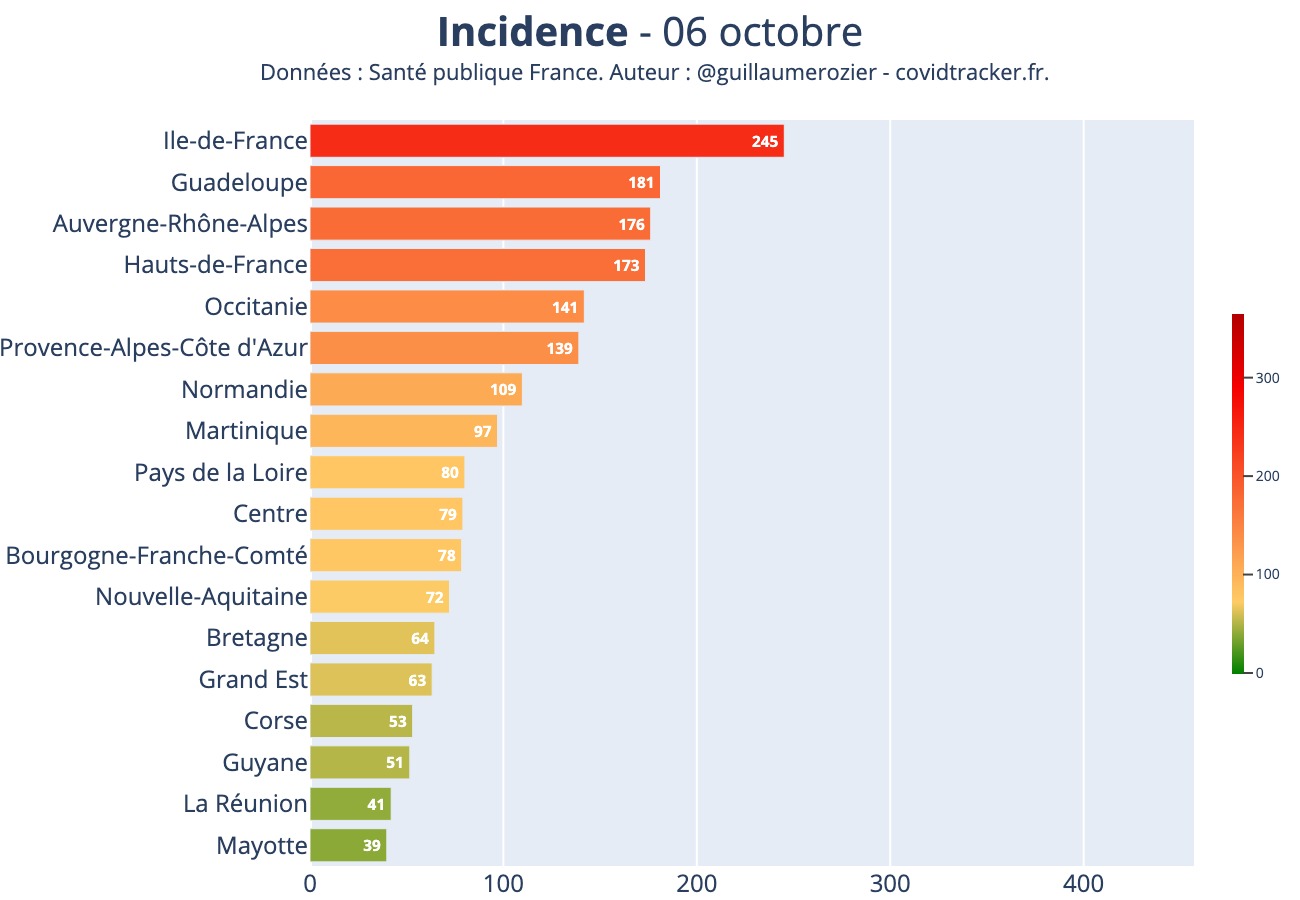 Incidence - 06 octobre
Données : Santé publique France. Auteur : @guillaumerozier - covidtracker.fr.
Ile-de-France 245
Guadeloupe 181
Auvergne-Rhône-Alpes 176
Hauts-de-France 173
Occitanie 141
Provence-Alpes-Côte d'Azur 139
Normandie 109
Martinique 97
Pays de la Loire 80
Centre 79
Bourgogne-Franche-Comté 78
Nouvelle-Aquitaine 72
Bretagne 64
Grand Est 63
Corse 53
Guyane 51
La Réunion 41
Mayotte 39
0 100 200 300 400
300
200
100
0